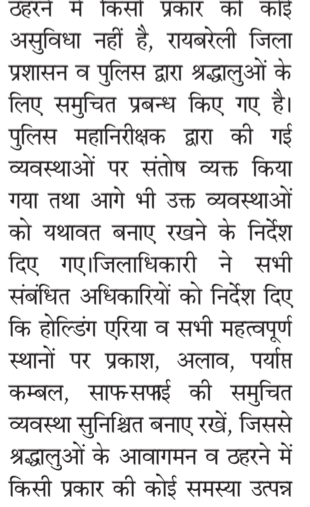 ठहरने में किसी प्रकार की कोई
असुविधा नहीं है, रायबरेली जिला
प्रशासन व पुलिस द्वारा श्रद्धालुओं के
लिए समुचित प्रबन्ध किए गए है।
पुलिस महानिरीक्षक द्वारा की गई
व्यवस्थाओं पर संतोष व्यक्त किया
गया तथा आगे भी उक्त व्यवस्थाओं
को यथावत बनाए रखने के निर्देश
दिए गए।जिलाधिकारी ने सभी
संबंधित अधिकारियों को निर्देश दिए
कि होल्डिंग एरिया व सभी महत्वपूर्ण
स्थानों पर प्रकाश, अलाव, पर्याप्त
कम्बल, साफ-सफाई की समुचित
व्यवस्था सुनिश्चित बनाए रखें, जिससे
श्रद्धालुओं के आवागमन व ठहरने में
किसी प्रकार की कोई समस्या उत्पन्न